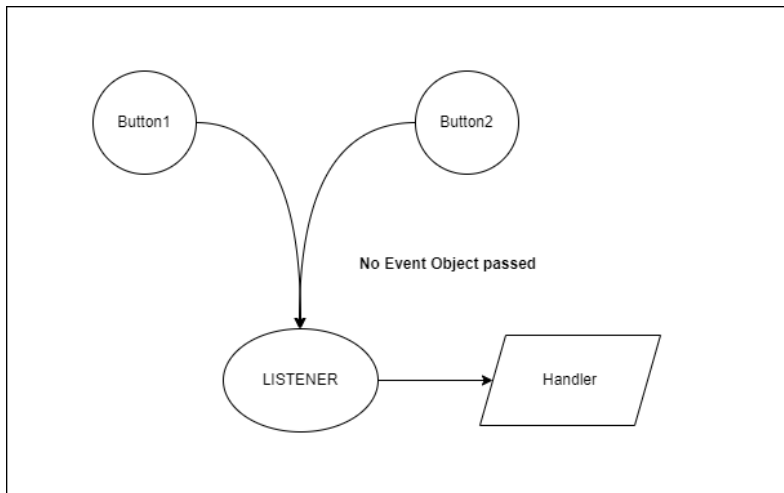 Button1
Button2
No Event Object passed
LISTENER
Handler